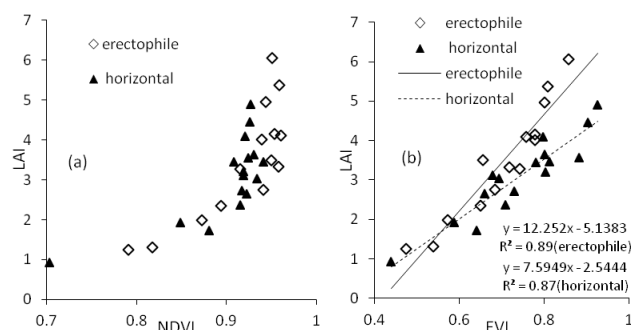 7
6
5
4
3
2
1
0
LAI
◇ erectophile
▲ horizontal
(a)
0.7
0.8
0.9
1
NDVI
7
6
5
4
3
2
1
0
LAI
◇ erectophile
▲ horizontal
erectophile
horizontal
(b)
y = 12.252x - 5.1383
R² = 0.89(erectophile)
y = 7.5949x - 2.5444
R² = 0.87(horizontal)
0.4
0.6
0.8
1
EVI